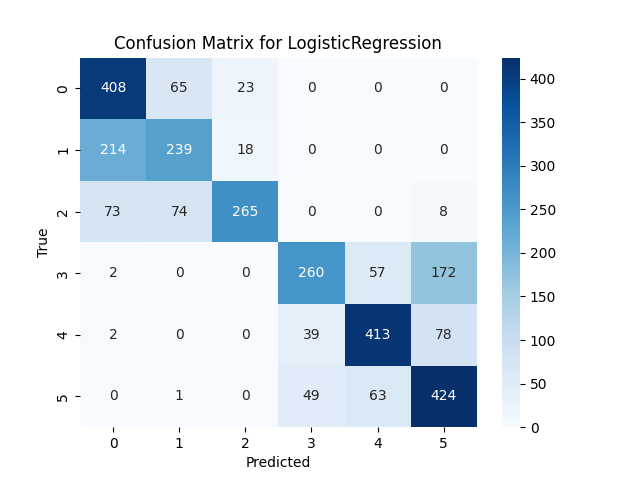 Confusion Matrix for LogisticRegression
0 408 65 23 0 0 0
1 214 239 18 0 0 0
2 73 74 265 0 0 8
3 2 0 0 260 57 172
4 2 0 0 39 413 78
5 0 1 0 49 63 424
0 1 2 3 4 5
Predicted
True
400
350
300
250
200
150
100
50
0